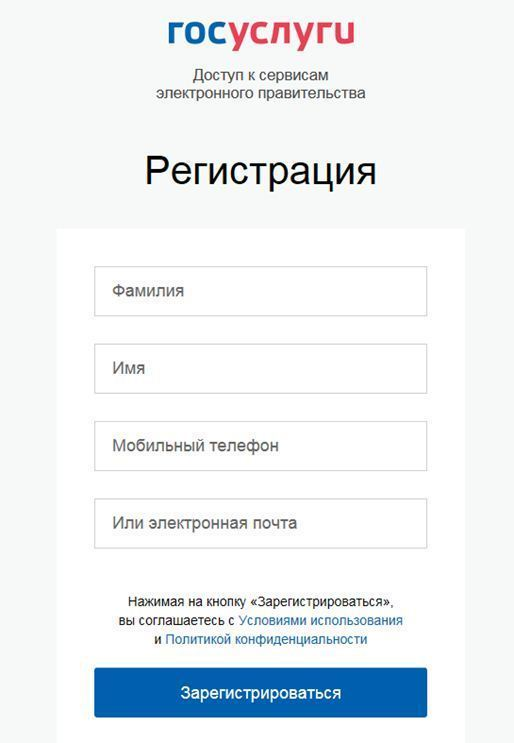 госуслуги
Доступ к сервисам
электронного правительства
Регистрация
Фамилия
Имя
Мобильный телефон
Или электронная почта
Нажимая на кнопку «Зарегистрироваться»,
вы соглашаетесь с Условиями использования
и Политикой конфиденциальности
Зарегистрироваться